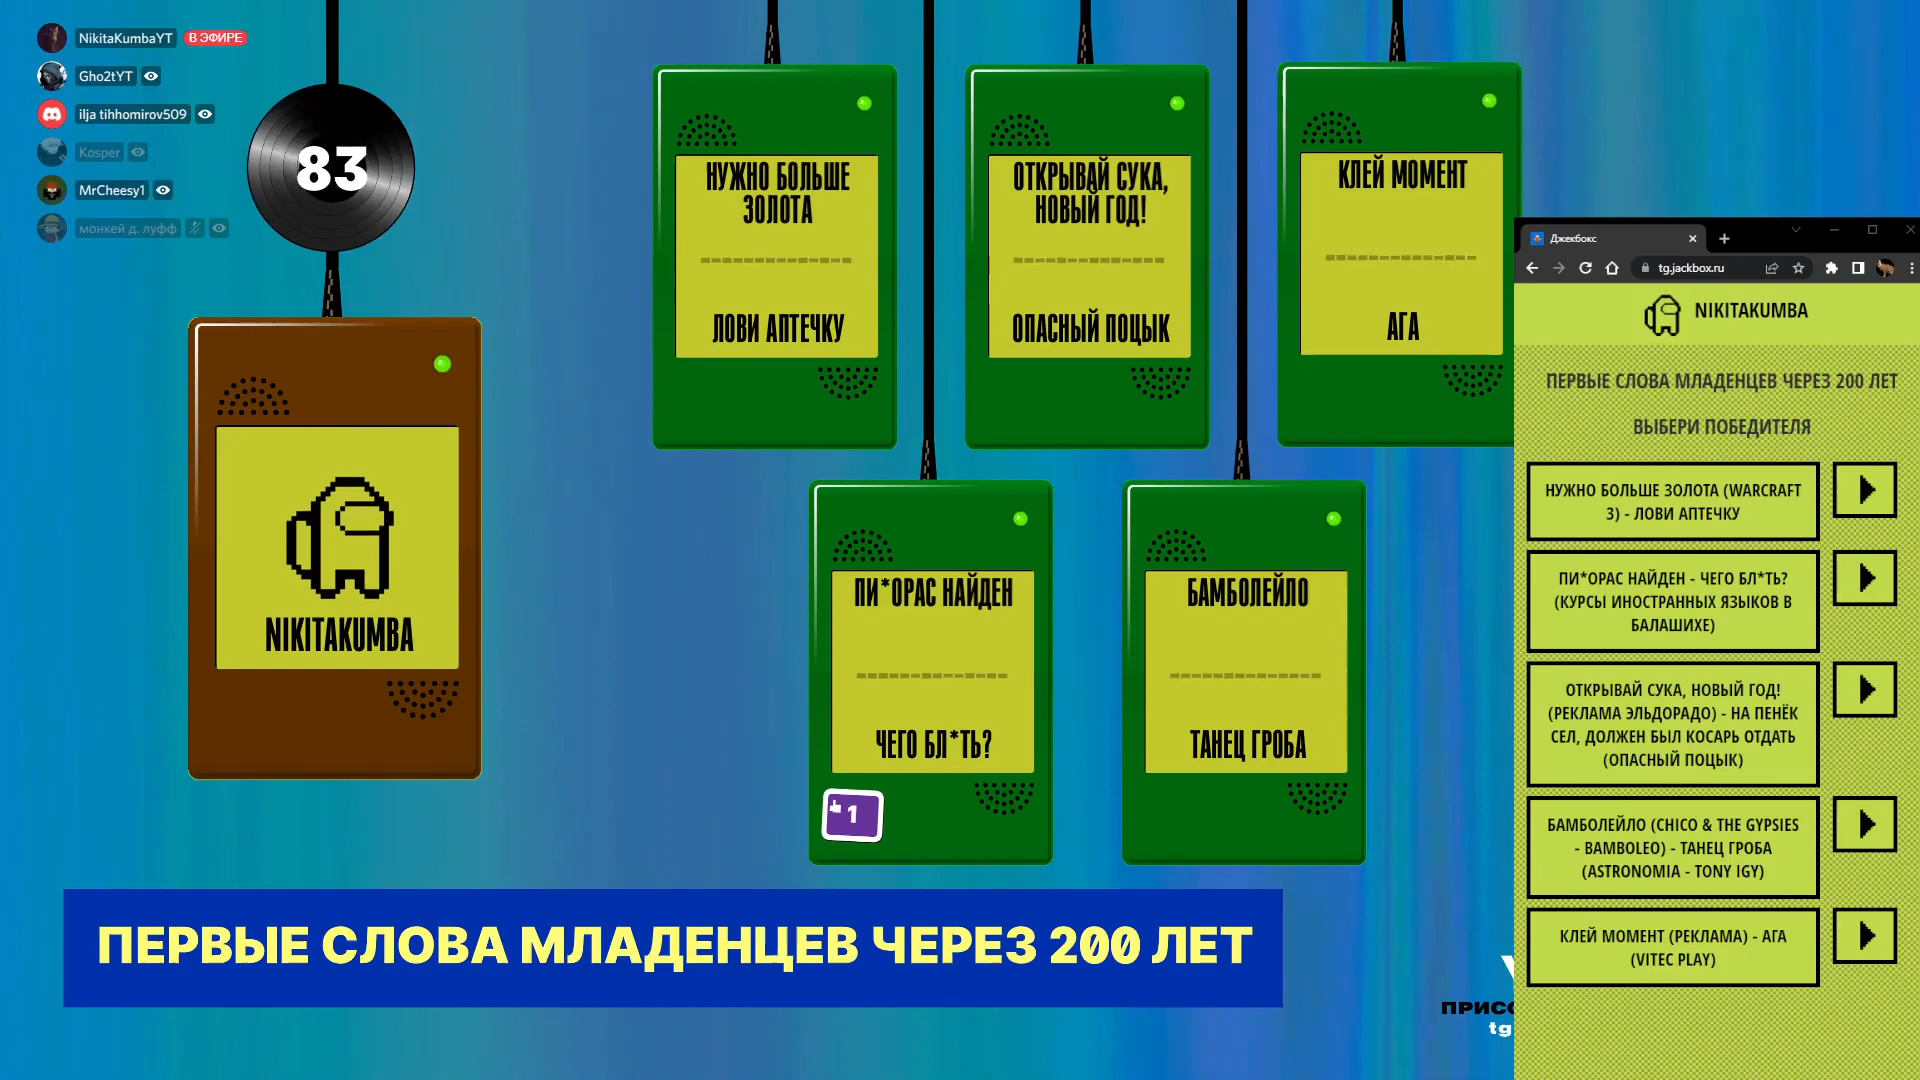 NikitaKumbaYT В ЭФИРЕ
Gho2tYT
ilja tihhomirov509
Kosper
MrCheesy1
монкей д. луфф
83
NIKITAKUMBA
НУЖНО БОЛЬШЕ
ЗОЛОТА
ЛОВИ АПТЕЧКУ
ОТКРЫВАЙ СУКА,
НОВЫЙ ГОД!
ОПАСНЫЙ ПОЦЫК
КЛЕЙ МОМЕНТ
АГА
ПИ*ОРАС НАЙДЕН
ЧЕГО БЛ*ТЬ?
1
БАМБОЛЕЙЛО
ТАНЕЦ ГРОБА
ПЕРВЫЕ СЛОВА МЛАДЕНЦЕВ ЧЕРЕЗ 200 ЛЕТ
ПРИСО
tg
Джекбокс
tg.jackbox.ru
NIKITAKUMBA
ПЕРВЫЕ СЛОВА МЛАДЕНЦЕВ ЧЕРЕЗ 200 ЛЕТ
ВЫБЕРИ ПОБЕДИТЕЛЯ
НУЖНО БОЛЬШЕ ЗОЛОТА (WARCRAFT
3) - ЛОВИ АПТЕЧКУ
ПИ*ОРАС НАЙДЕН - ЧЕГО БЛ*ТЬ?
(КУРСЫ ИНОСТРАННЫХ ЯЗЫКОВ В
БАЛАШИХЕ)
ОТКРЫВАЙ СУКА, НОВЫЙ ГОД!
(РЕКЛАМА ЭЛЬДОРАДО) - НА ПЕНЁК
СЕЛ, ДОЛЖЕН БЫЛ КОСАРЬ ОТДАТЬ
(ОПАСНЫЙ ПОЦЫК)
БАМБОЛЕЙЛО (CHICO & THE GYPSIES
- BAMBOLEO) - ТАНЕЦ ГРОБА
(ASTRONOMIA - TONY IGY)
КЛЕЙ МОМЕНТ (РЕКЛАМА) - АГА
(VITEC PLAY)